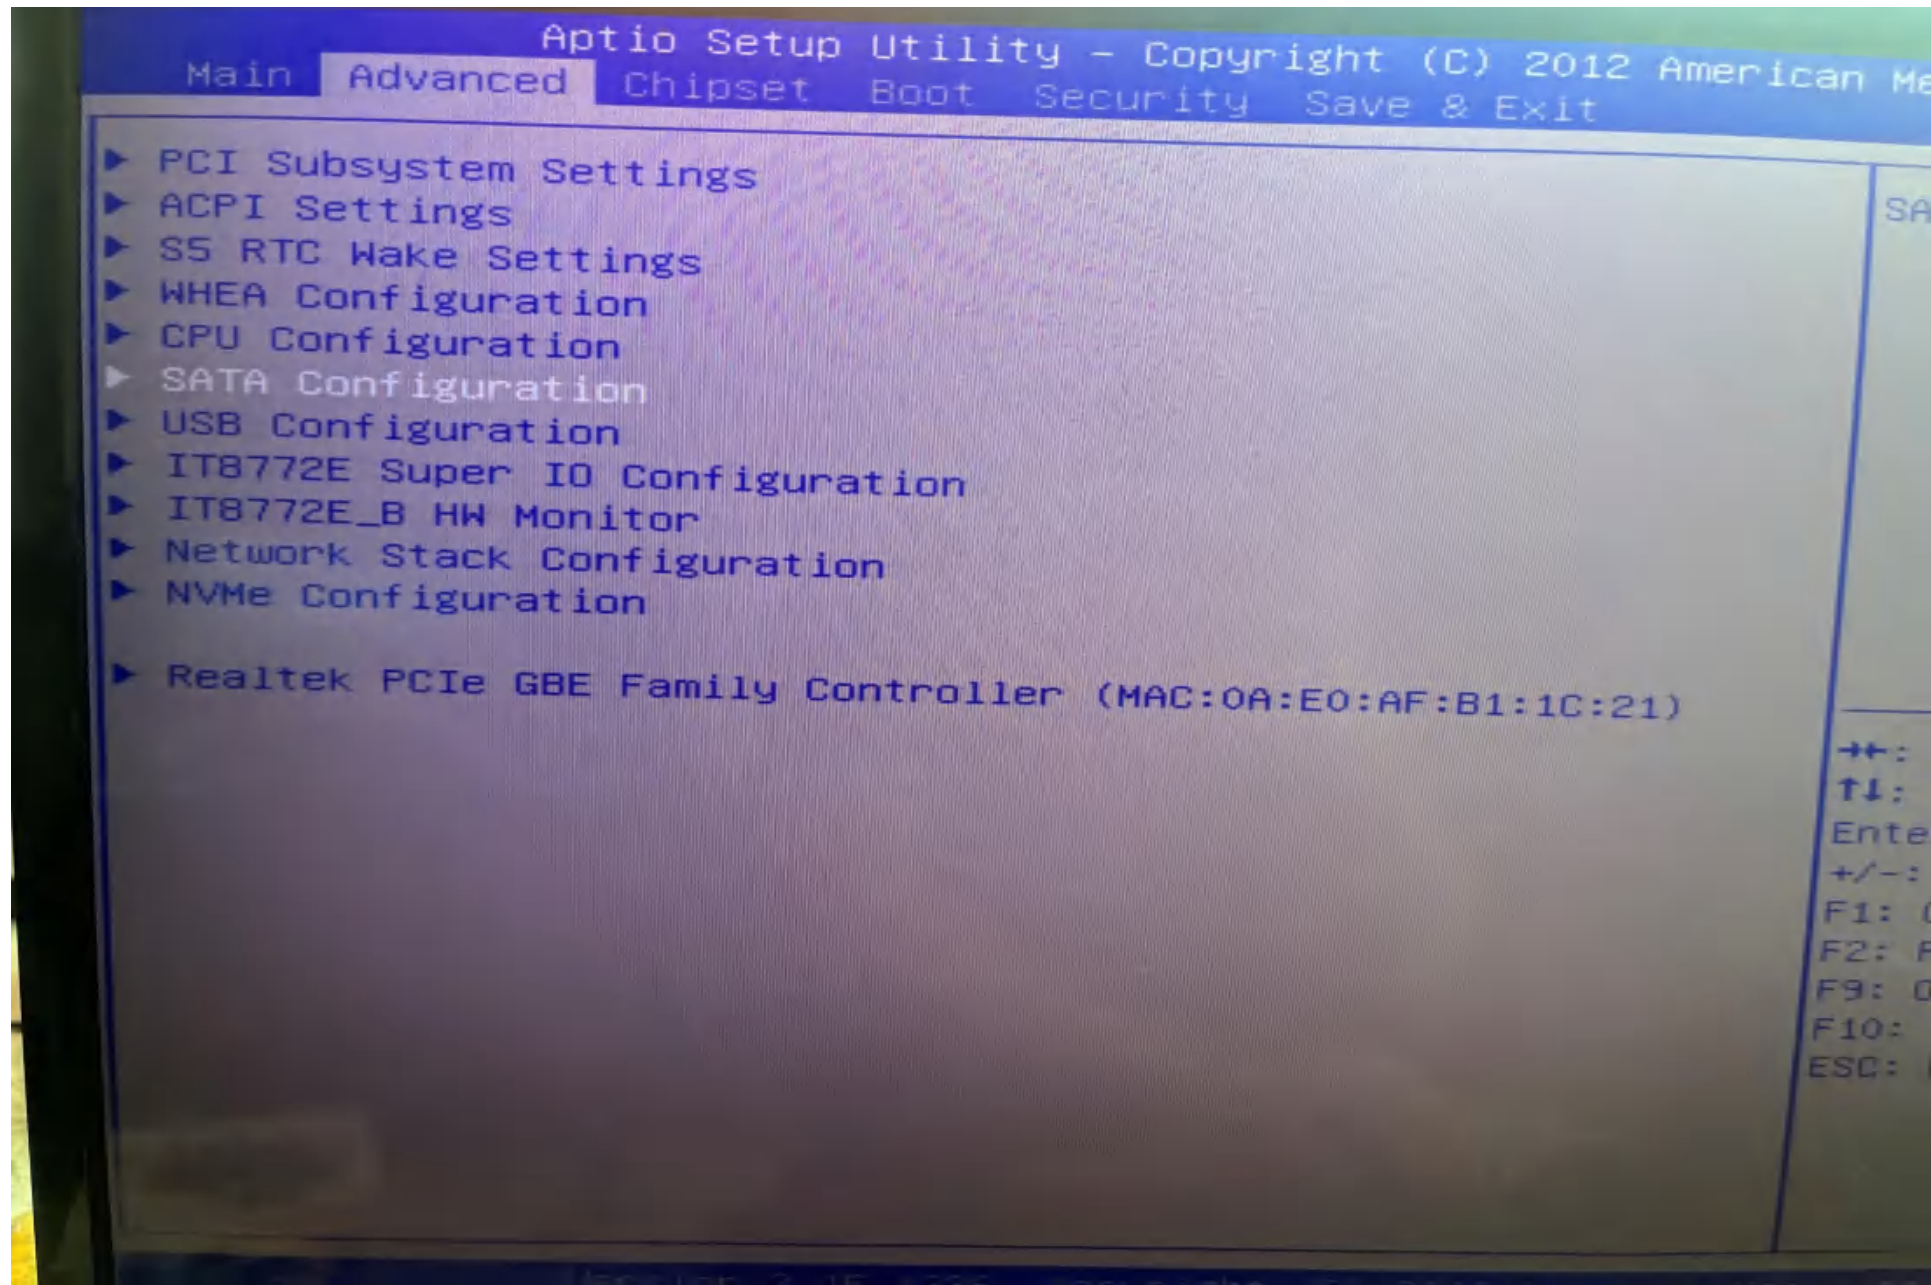 Aptio Setup Utility – Copyright (C) 2012 American
Main Advanced Chipset Boot Security Save & Exit
► PCI Subsystem Settings
► ACPI Settings
► S5 RTC Wake Settings
► WHEA Configuration
► CPU Configuration
► SATA Configuration
► USB Configuration
► IT8772E Super IO Configuration
► IT8772E_B HW Monitor
► Network Stack Configuration
► NVMe Configuration
► Realtek PCIe GBE Family Controller (MAC:0A:E0:AF:B1:1C:21)
SA
→←:
↑↓:
Ente
+/-:
F1:
F2:
F9:
F10:
ESC: